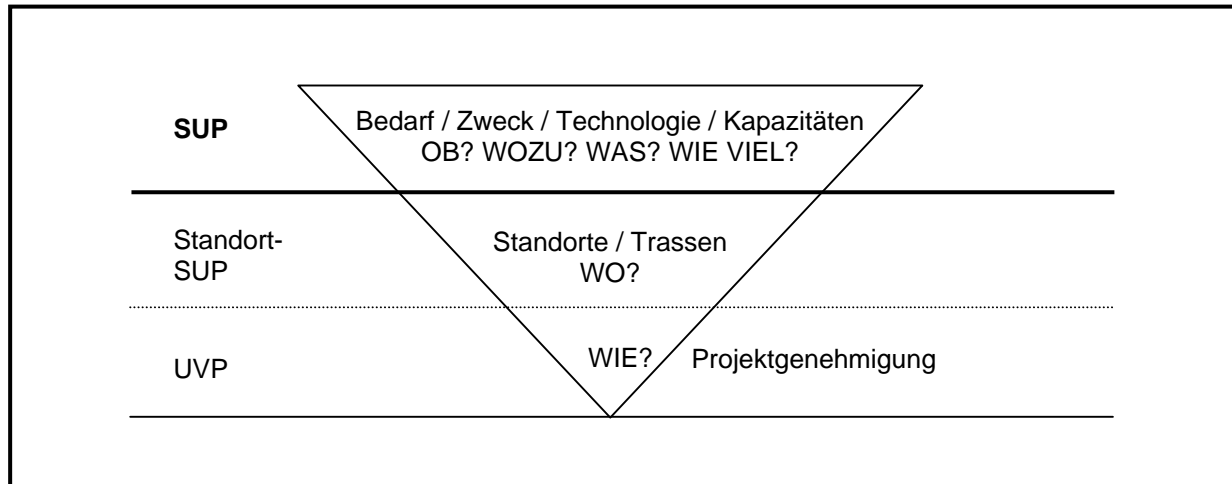 SUP
Bedarf / Zweck / Technologie / Kapazitäten
OB? WOZU? WAS? WIE VIEL?
Standort-
SUP
Standorte / Trassen
WO?
UVP
WIE?
Projektgenehmigung